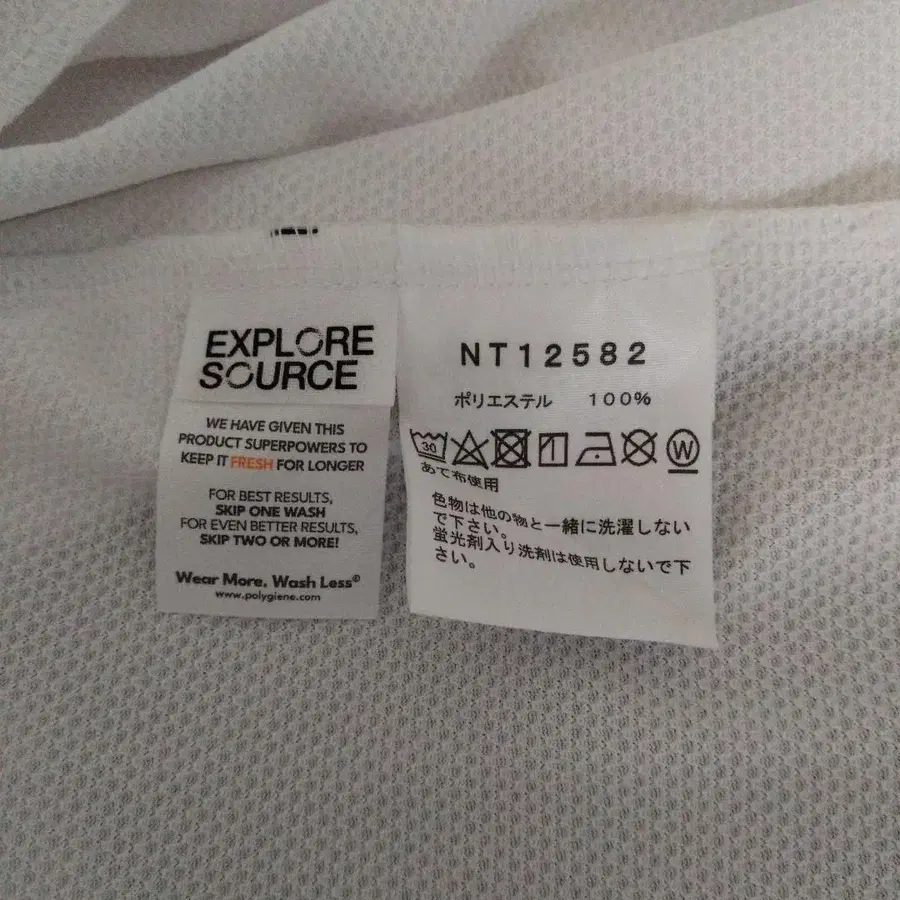 EXPLORE
SOURCE
WE HAVE GIVEN THIS
PRODUCT SUPERPOWERS TO
KEEP IT FRESH FOR LONGER
FOR BEST RESULTS,
SKIP ONE WASH
FOR EVEN BETTER RESULTS,
SKIP TWO OR MORE!
Wear More. Wash Less®
www.polygiene.com
NT12582
ポリエステル 100%
30
W
あて布使用
色物は他の物と一緒に洗濯しない
で下さい。
蛍光剤入り洗剤は使用しないで下
さい。